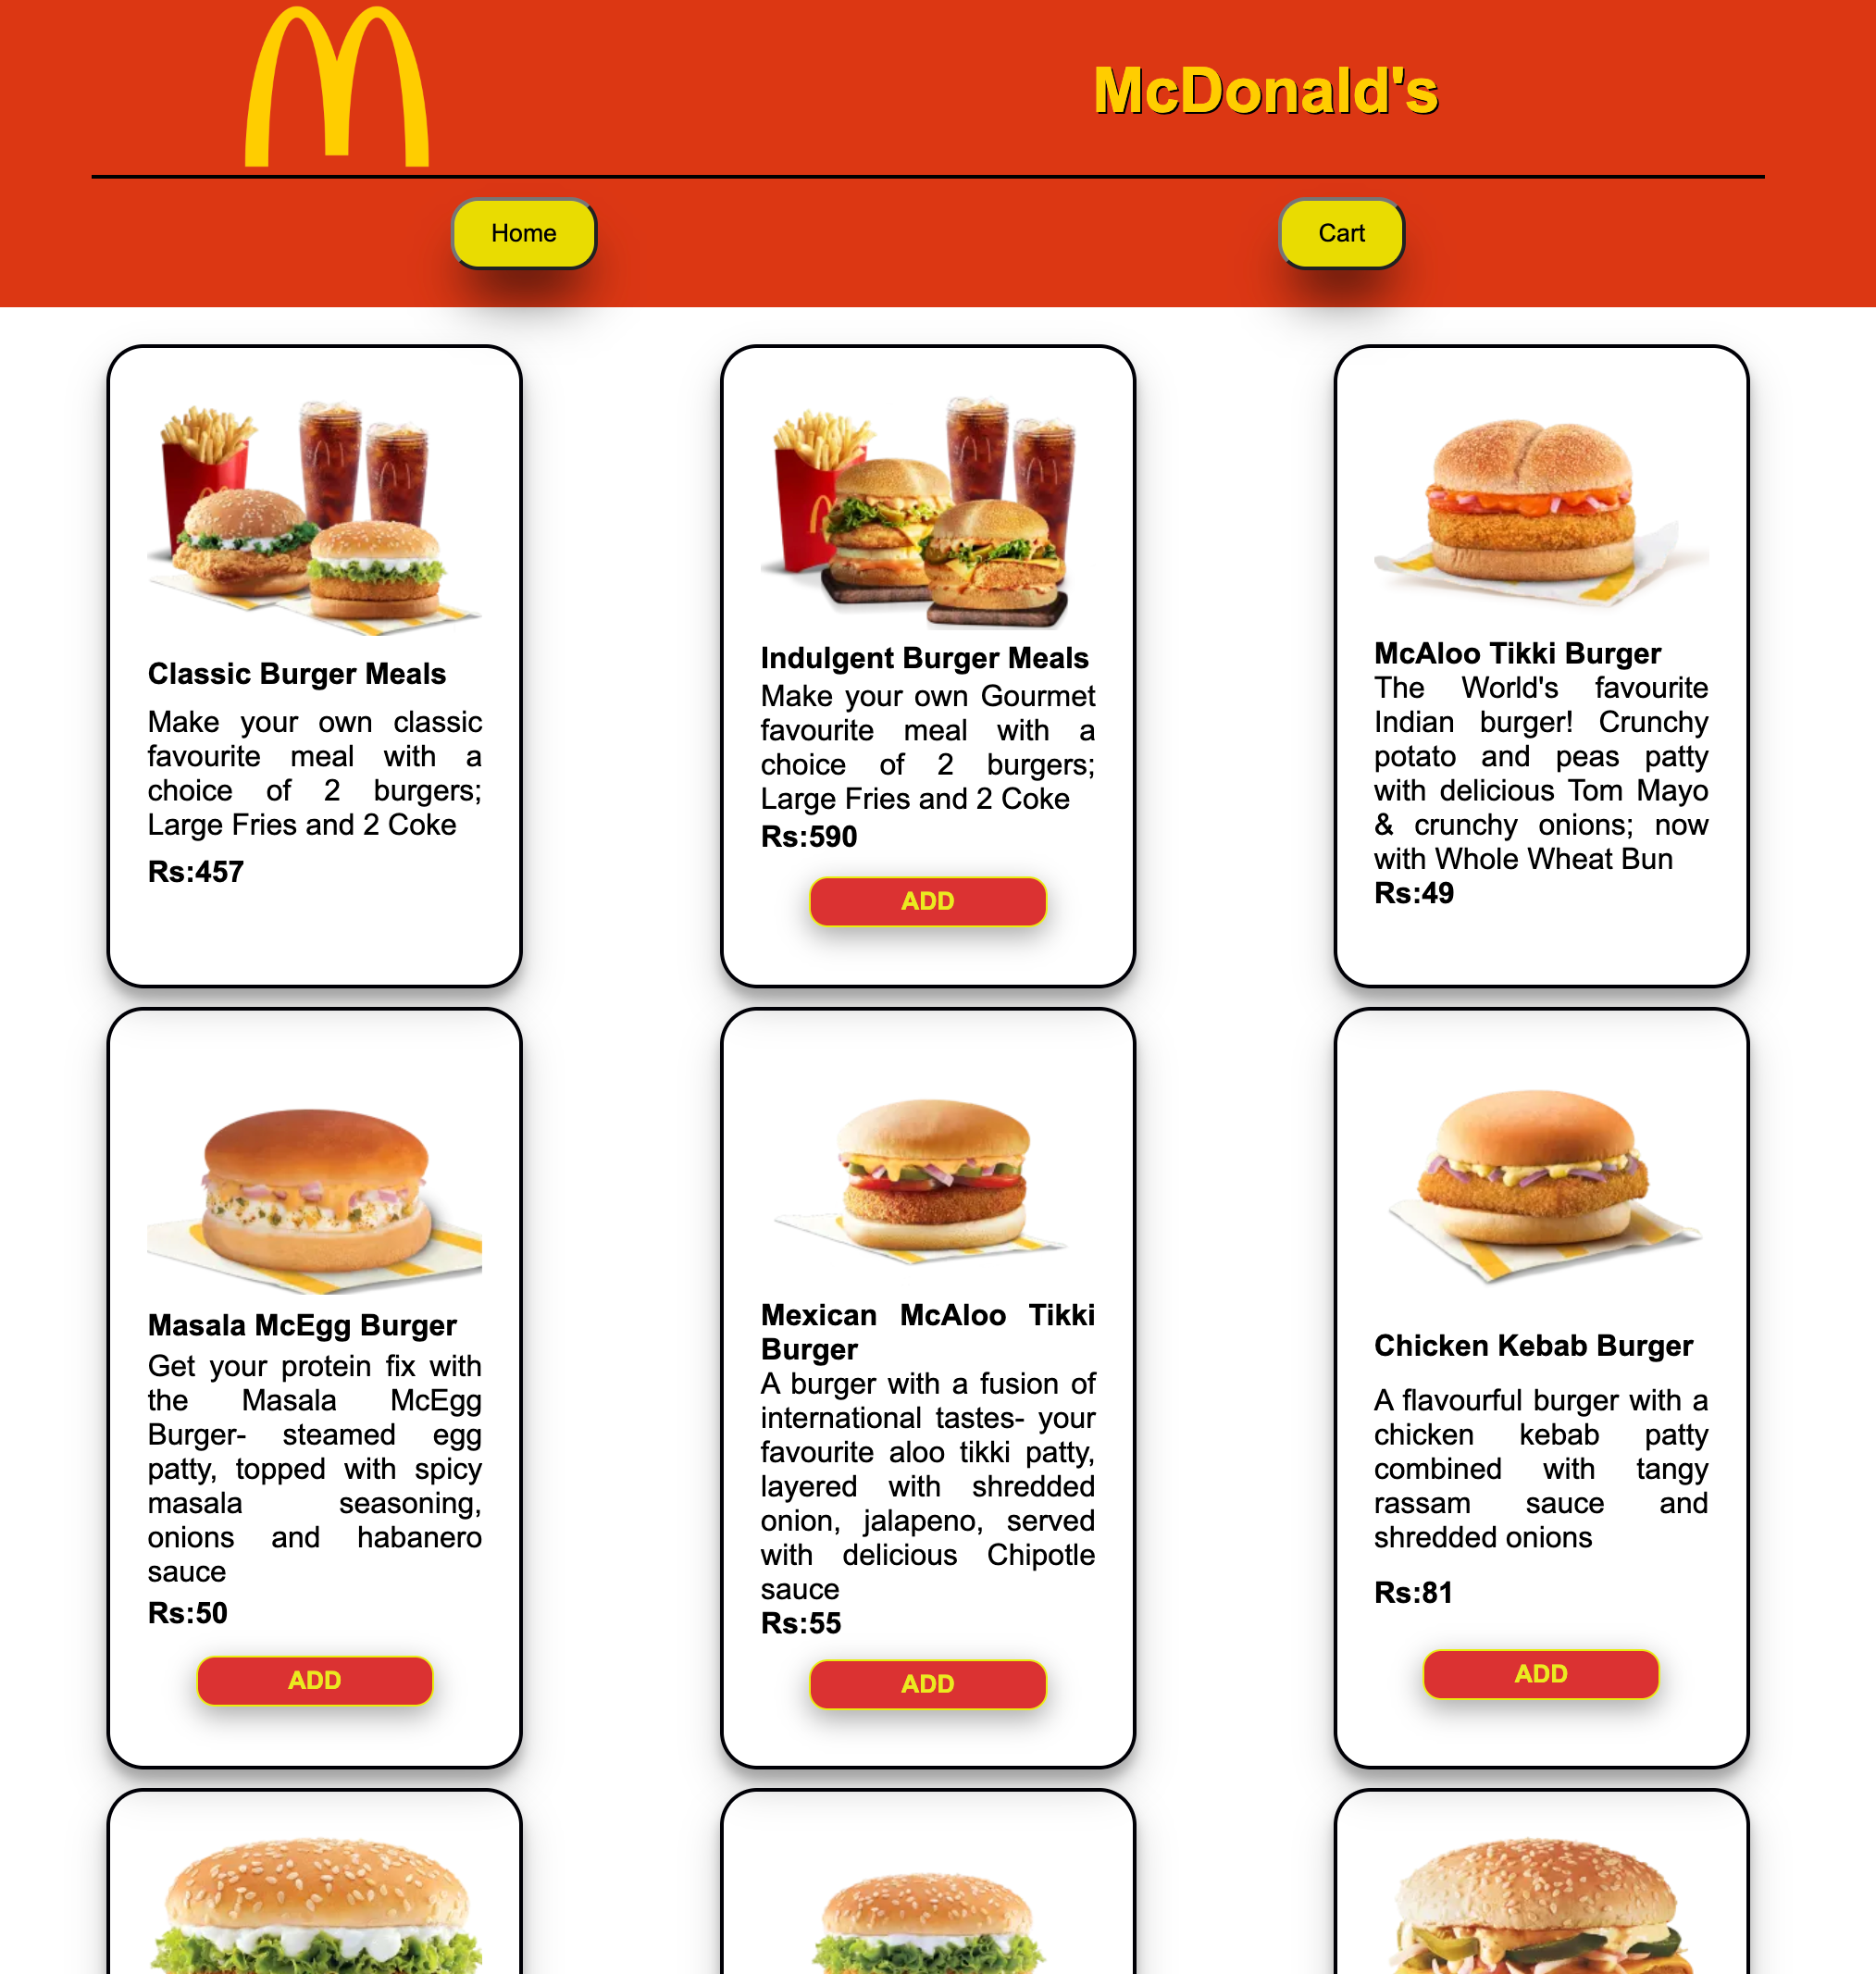 McDonald's
Home
Cart
Classic Burger Meals
Make your own classic
favourite meal with a
choice of 2 burgers;
Large Fries and 2 Coke
Rs:457
Indulgent Burger Meals
Make your own Gourmet
favourite meal with a
choice of 2 burgers;
Large Fries and 2 Coke
Rs:590
ADD
McAloo Tikki Burger
The World's favourite
Indian burger! Crunchy
potato and peas patty
with delicious Tom Mayo
& crunchy onions; now
with Whole Wheat Bun
Rs:49
Masala McEgg Burger
Get your protein fix with
the Masala McEgg
Burger- steamed egg
patty, topped with spicy
masala seasoning,
onions and habanero
sauce
Rs:50
ADD
Mexican McAloo Tikki
Burger
A burger with a fusion of
international tastes- your
favourite aloo tikki patty,
layered with shredded
onion, jalapeno, served
with delicious Chipotle
sauce
Rs:55
ADD
Chicken Kebab Burger
A flavourful burger with a
chicken kebab patty
combined with tangy
rassam sauce and
shredded onions
Rs:81
ADD